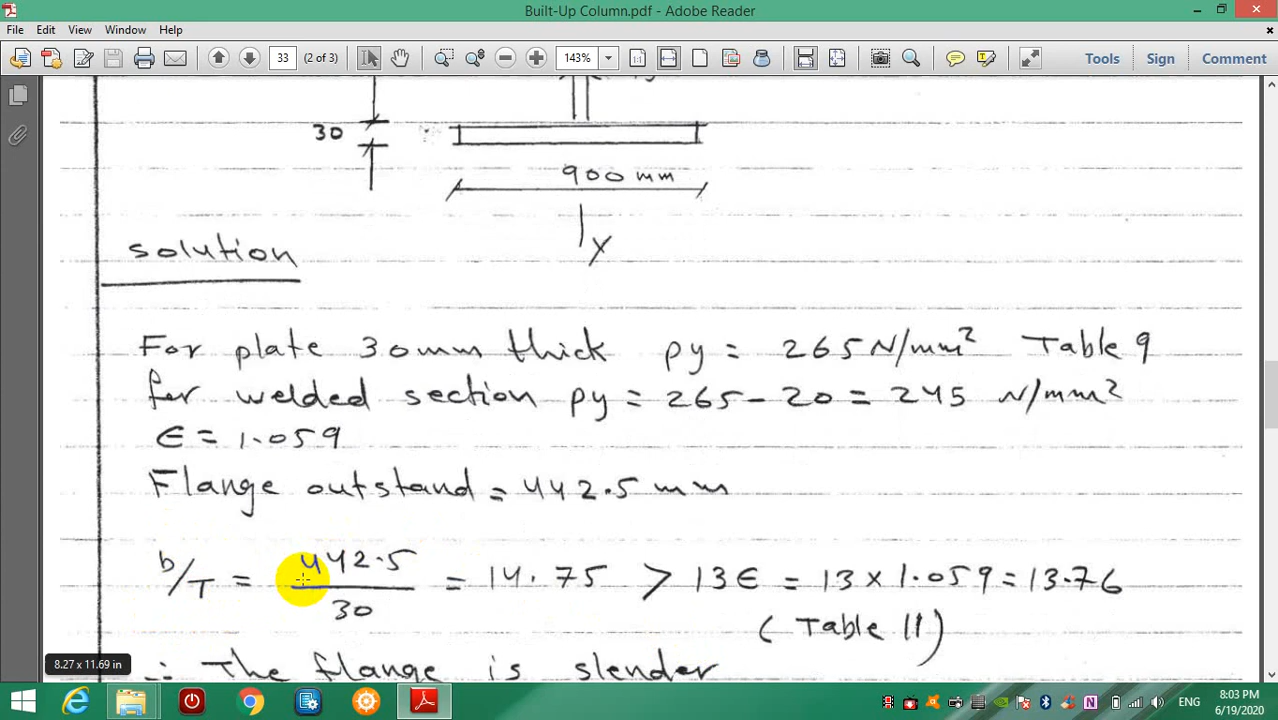 Built-Up Column.pdf - Adobe Reader
File Edit View Window Help
33 (2 of 3) 143% Tools Sign Comment
30
900 mm
X
solution
For plate 30mm thick py = 265 N/mm² Table 9
for welded section py = 265 - 20 = 245 N/mm²
ε = 1.059
Flange outstand = 442.5 mm
b/T = 442.5/30 = 14.75 > 13ε = 13 x 1.059 = 13.76
(Table 11)
∴ The flange is slender
8.27 x 11.69 in
ENG 8:03 PM
6/19/2020